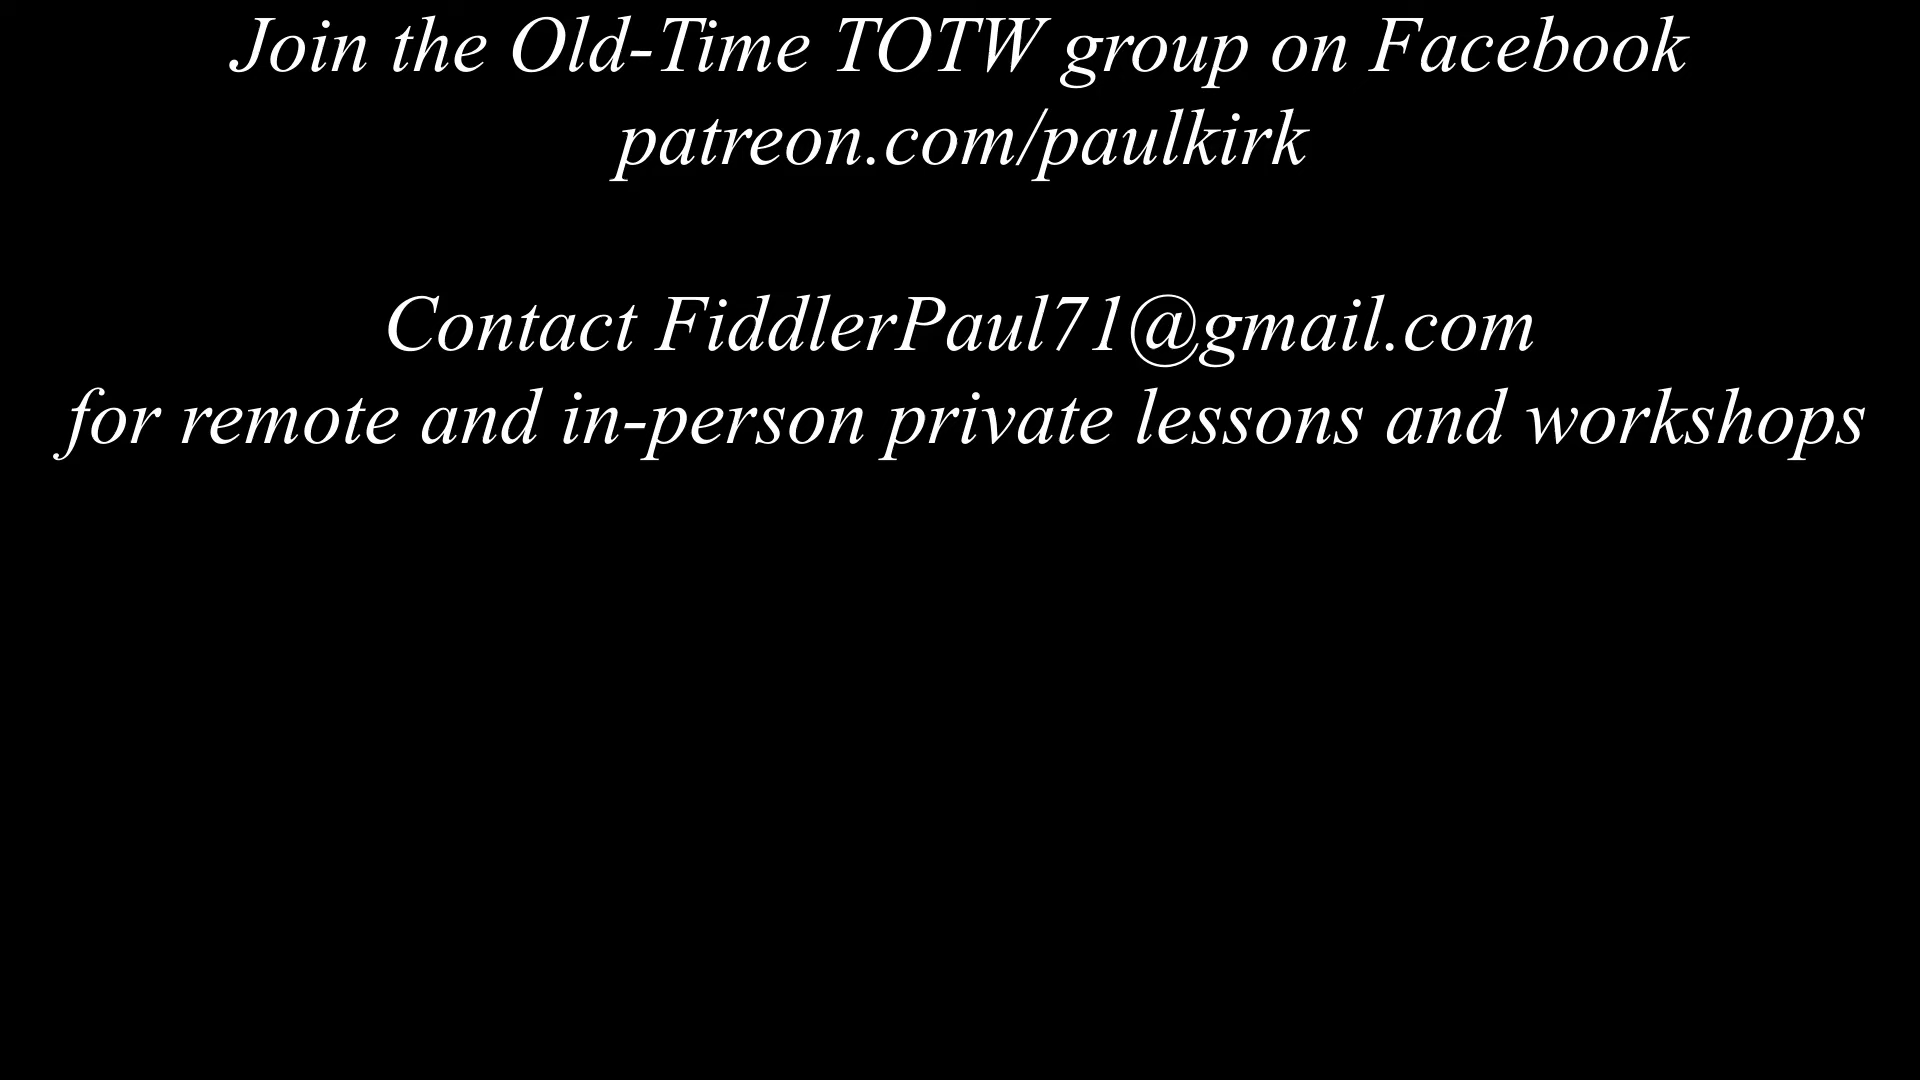 Join the Old-Time TOTW group on Facebook
patreon.com/paulkirk
Contact FiddlerPaul71@gmail.com
for remote and in-person private lessons and workshops